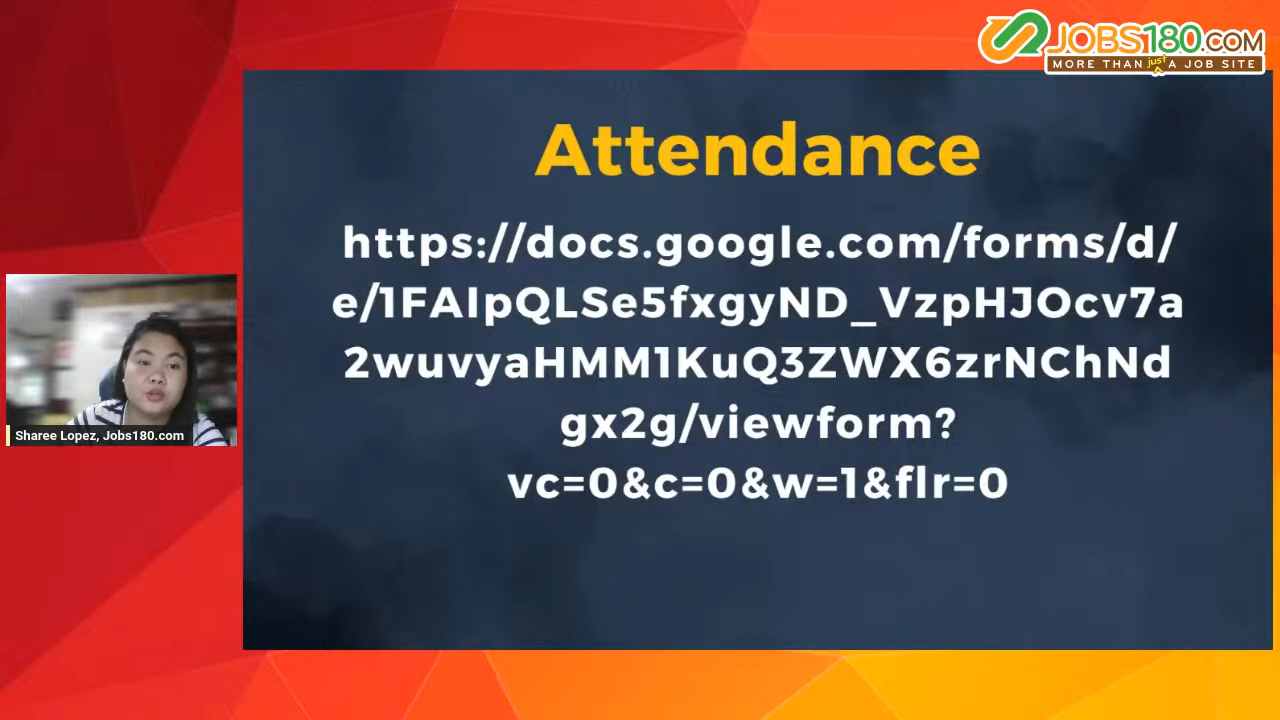 JOBS180.COM
MORE THAN just A JOB SITE
Attendance
https://docs.google.com/forms/d/
e/1FAIpQLSe5fxgyND_VzpHJOcv7a
2wuvyaHMM1KuQ3ZWX6zrNChNd
gx2g/viewform?
vc=0&c=0&w=1&flr=0
Sharee Lopez, Jobs180.com